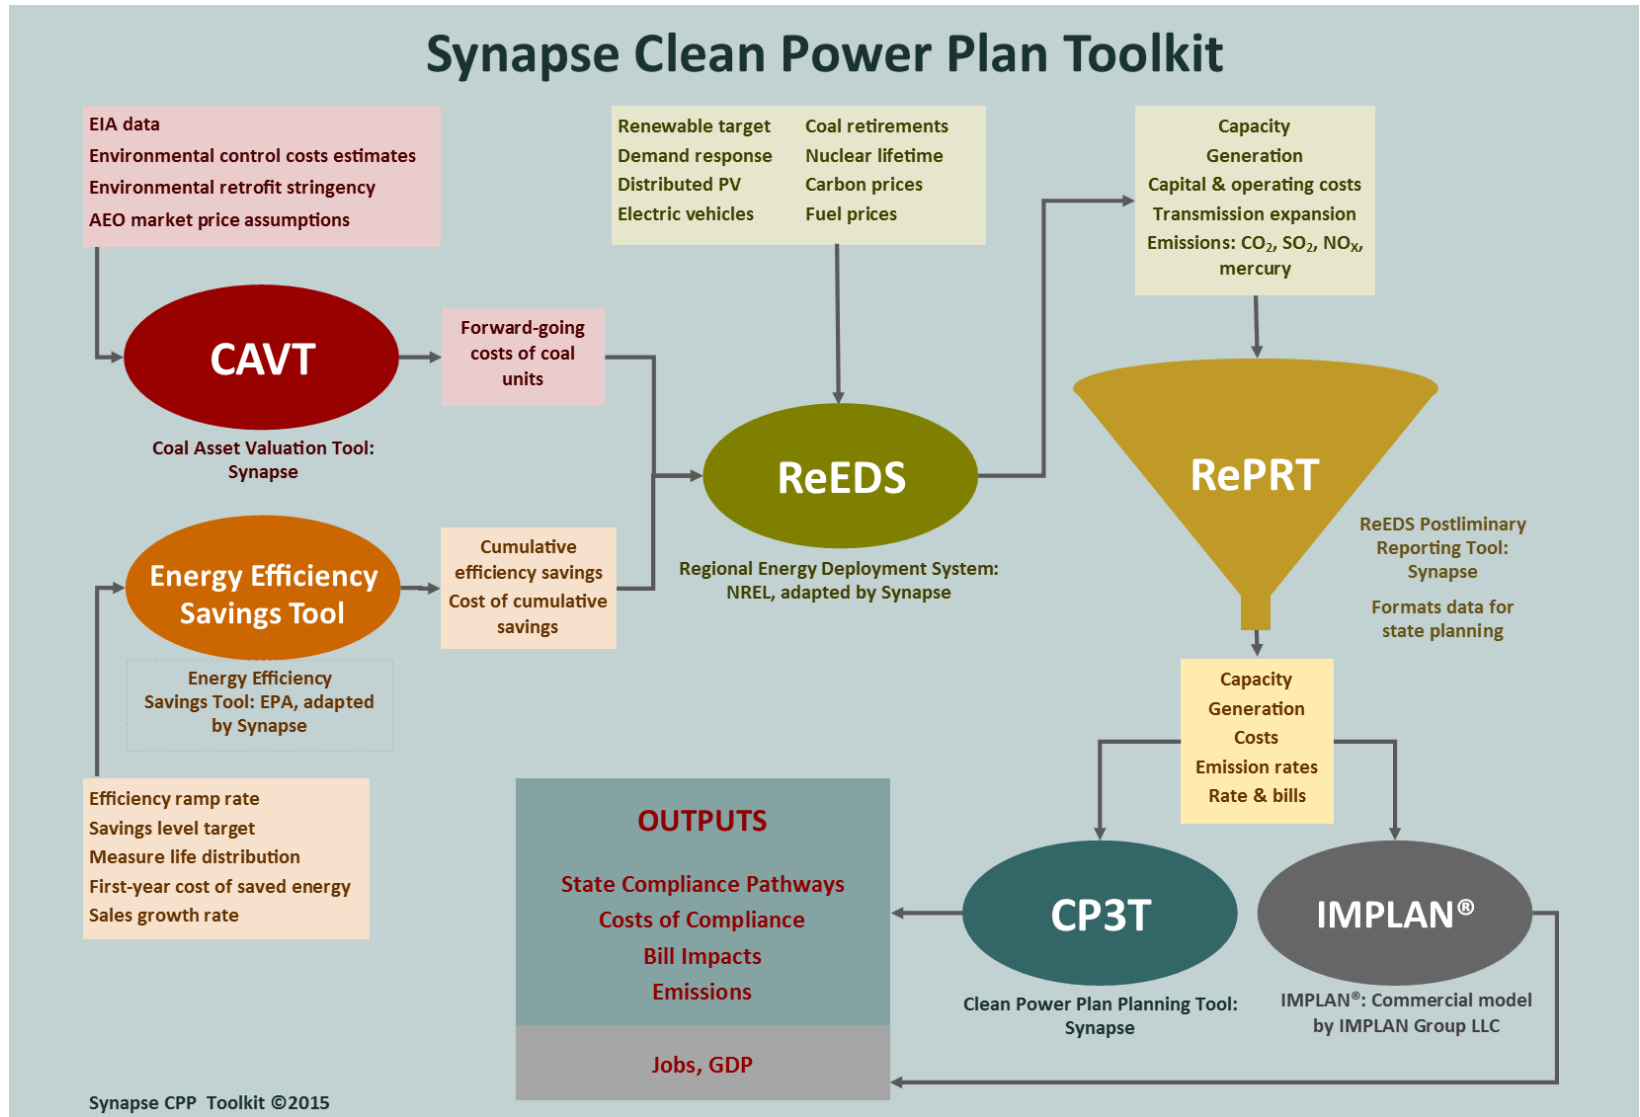 Synapse Clean Power Plan Toolkit
EIA data
Environmental control costs estimates
Environmental retrofit stringency
AEO market price assumptions
Renewable target
Demand response
Distributed PV
Electric vehicles
Coal retirements
Nuclear lifetime
Carbon prices
Fuel prices
Capacity
Generation
Capital & operating costs
Transmission expansion
Emissions: CO₂, SO₂, NOₓ,
mercury
CAVT
Coal Asset Valuation Tool:
Synapse
Forward-going
costs of coal
units
ReEDS
Regional Energy Deployment System:
NREL, adapted by Synapse
RePRT
ReEDS Postliminary
Reporting Tool:
Synapse
Formats data for
state planning
Energy Efficiency
Savings Tool
Energy Efficiency
Savings Tool: EPA, adapted
by Synapse
Cumulative
efficiency savings
Cost of cumulative
savings
Efficiency ramp rate
Savings level target
Measure life distribution
First-year cost of saved energy
Sales growth rate
Capacity
Generation
Costs
Emission rates
Rate & bills
OUTPUTS
State Compliance Pathways
Costs of Compliance
Bill Impacts
Emissions
Jobs, GDP
CP3T
Clean Power Plan Planning Tool:
Synapse
IMPLAN®
IMPLAN®: Commercial model
by IMPLAN Group LLC
Synapse CPP Toolkit ©2015